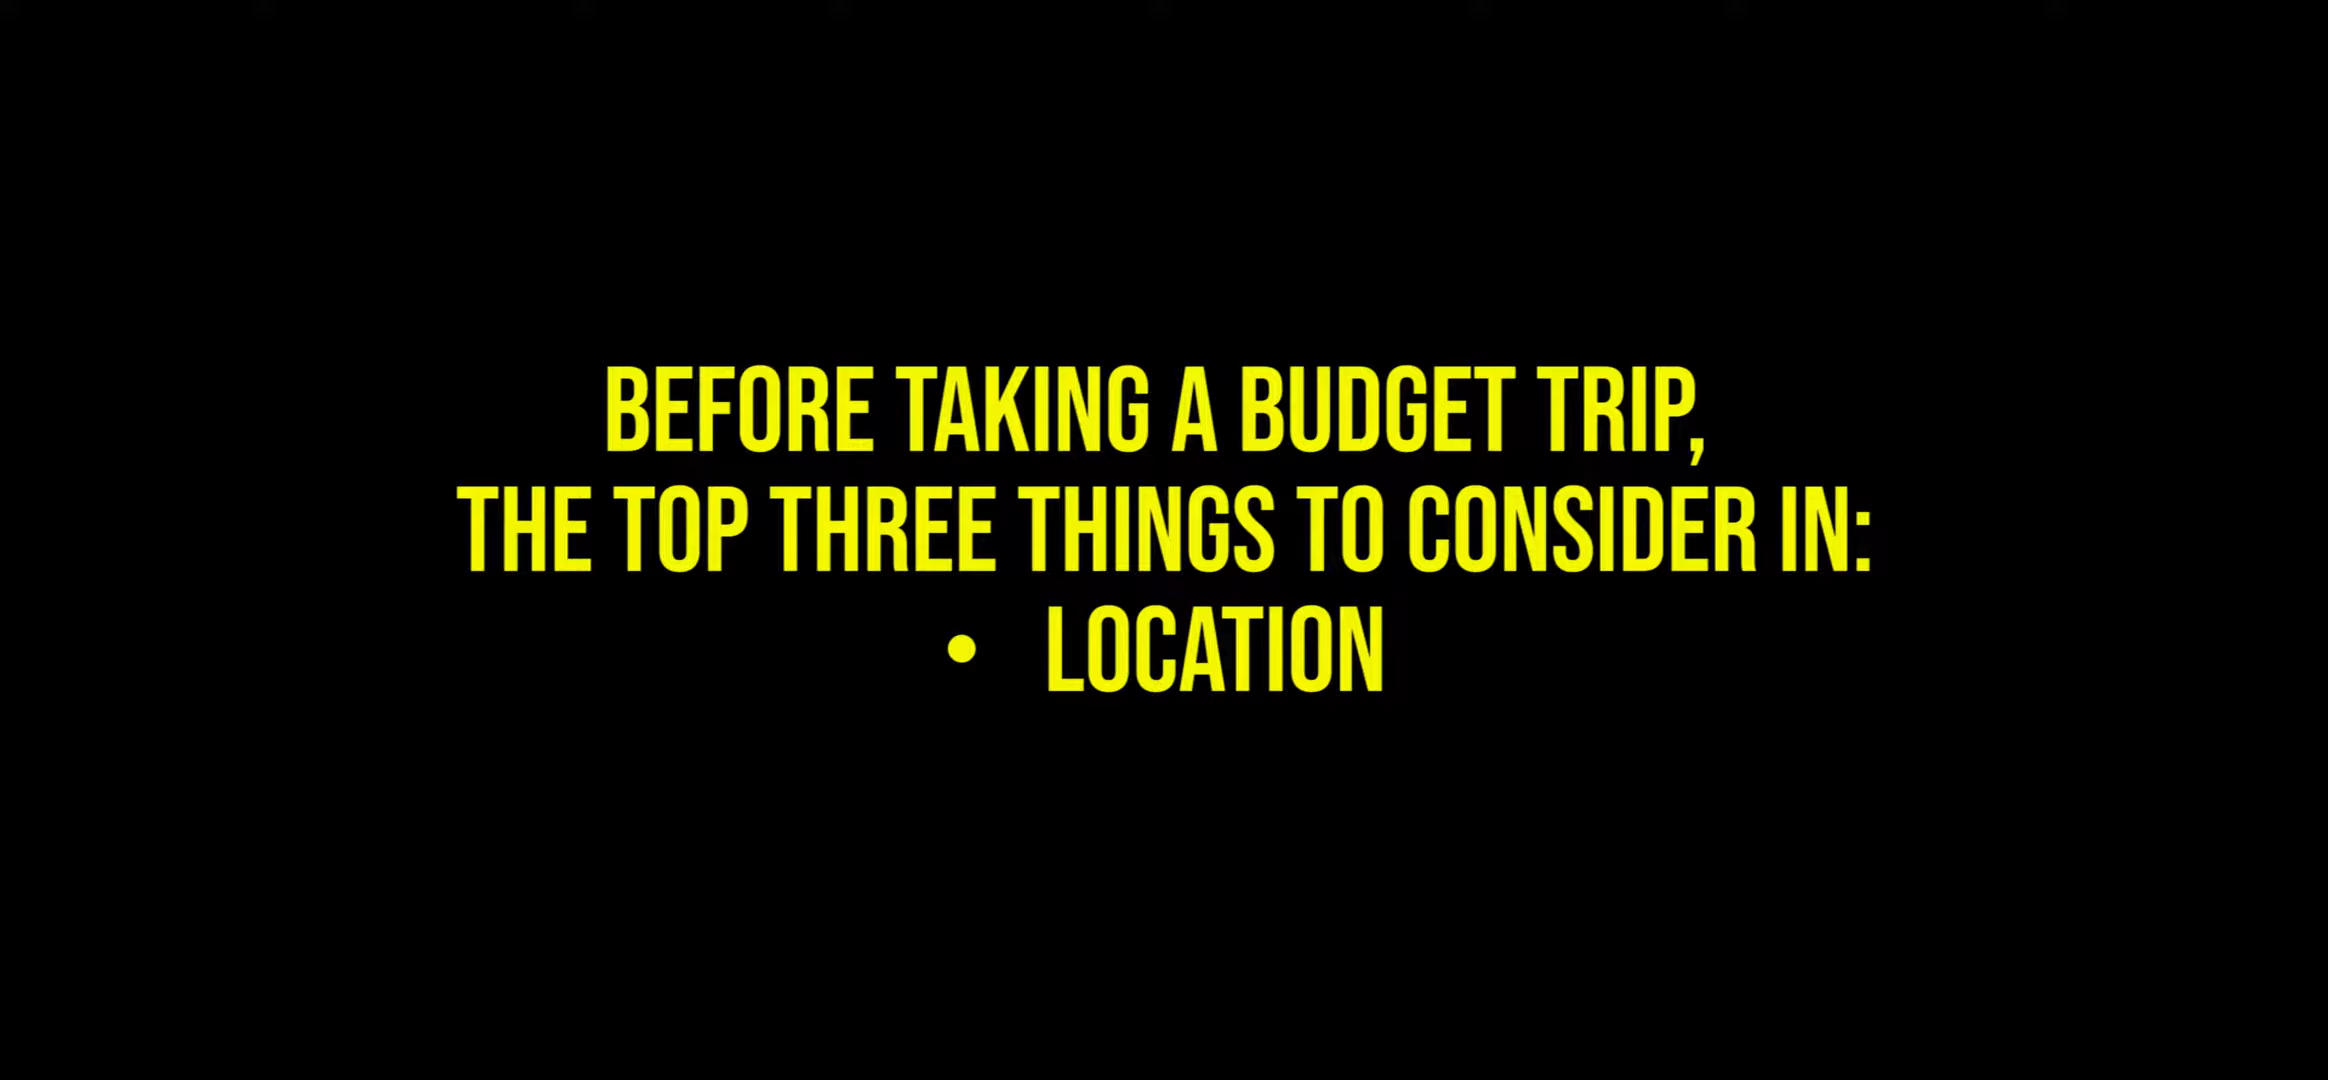 BEFORE TAKING A BUDGET TRIP,
THE TOP THREE THINGS TO CONSIDER IN:
• LOCATION